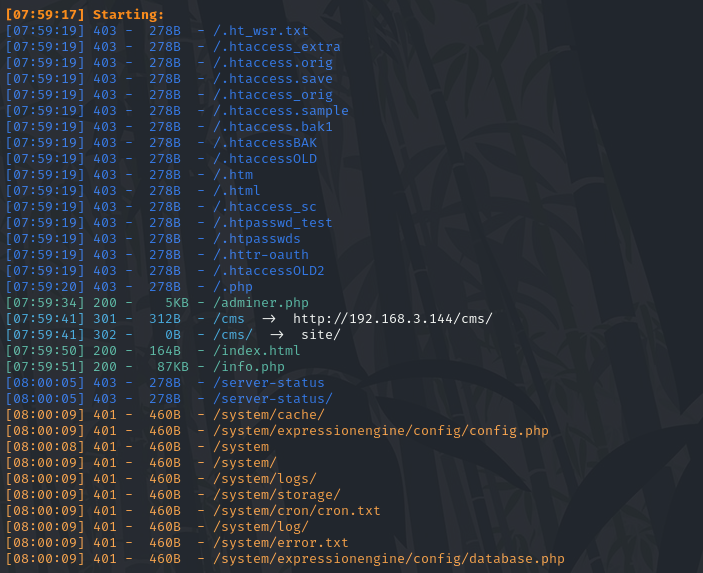 [07:59:17] Starting:
[07:59:19] 403 -  278B  - /.ht_wsr.txt
[07:59:19] 403 -  278B  - /.htaccess_extra
[07:59:19] 403 -  278B  - /.htaccess.orig
[07:59:19] 403 -  278B  - /.htaccess.save
[07:59:19] 403 -  278B  - /.htaccess_orig
[07:59:19] 403 -  278B  - /.htaccess.sample
[07:59:19] 403 -  278B  - /.htaccess.bak1
[07:59:19] 403 -  278B  - /.htaccessBAK
[07:59:19] 403 -  278B  - /.htaccessOLD
[07:59:19] 403 -  278B  - /.htm
[07:59:19] 403 -  278B  - /.html
[07:59:19] 403 -  278B  - /.htaccess_sc
[07:59:19] 403 -  278B  - /.htpasswd_test
[07:59:19] 403 -  278B  - /.htpasswds
[07:59:19] 403 -  278B  - /.httr-oauth
[07:59:19] 403 -  278B  - /.htaccessOLD2
[07:59:20] 403 -  278B  - /.php
[07:59:34] 200 -    5KB - /adminer.php
[07:59:41] 301 -  312B  - /cms  ->  http://192.168.3.144/cms/
[07:59:41] 302 -    0B  - /cms/  ->  site/
[07:59:50] 200 -  164B  - /index.html
[07:59:51] 200 -   87KB - /info.php
[08:00:05] 403 -  278B  - /server-status
[08:00:05] 403 -  278B  - /server-status/
[08:00:09] 401 -  460B  - /system/cache/
[08:00:09] 401 -  460B  - /system/expressionengine/config/config.php
[08:00:08] 401 -  460B  - /system
[08:00:09] 401 -  460B  - /system/
[08:00:09] 401 -  460B  - /system/logs/
[08:00:09] 401 -  460B  - /system/storage/
[08:00:09] 401 -  460B  - /system/cron/cron.txt
[08:00:09] 401 -  460B  - /system/log/
[08:00:09] 401 -  460B  - /system/error.txt
[08:00:09] 401 -  460B  - /system/expressionengine/config/database.php